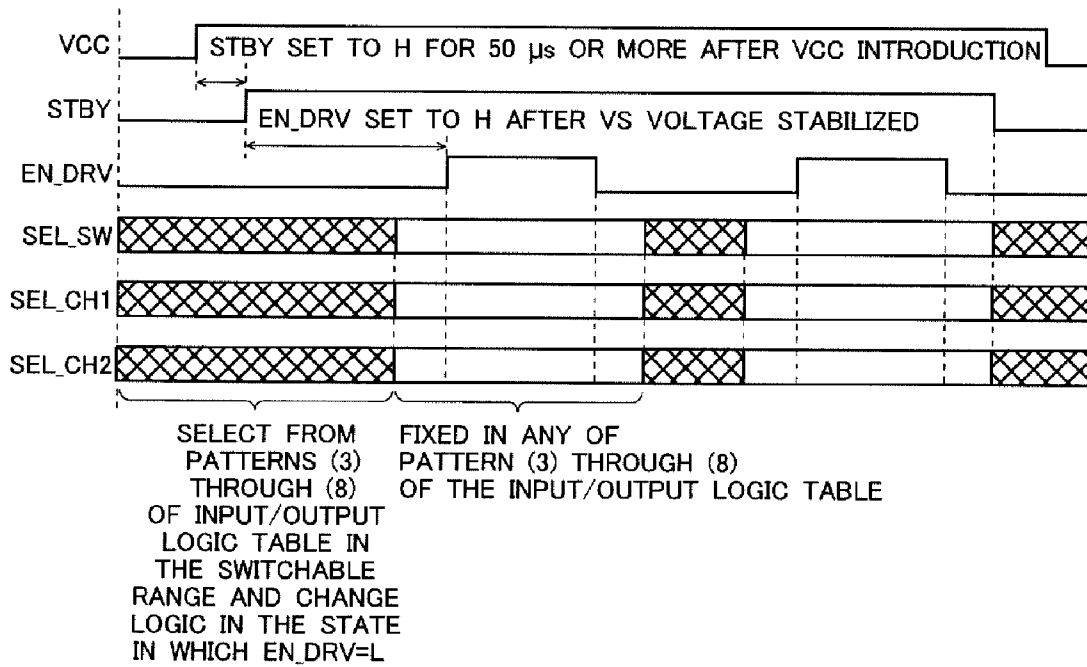 VCC
STBY SET TO H FOR 50 μs OR MORE AFTER VCC INTRODUCTION
STBY
EN_DRV SET TO H AFTER VS VOLTAGE STABILIZED
EN_DRV
SEL_SW
SEL_CH1
SEL_CH2
SELECT FROM
PATTERNS (3)
THROUGH (8)
OF INPUT/OUTPUT
LOGIC TABLE IN
THE SWITCHABLE
RANGE AND CHANGE
LOGIC IN THE STATE
IN WHICH EN_DRV=L
FIXED IN ANY OF
PATTERN (3) THROUGH (8)
OF THE INPUT/OUTPUT LOGIC TABLE